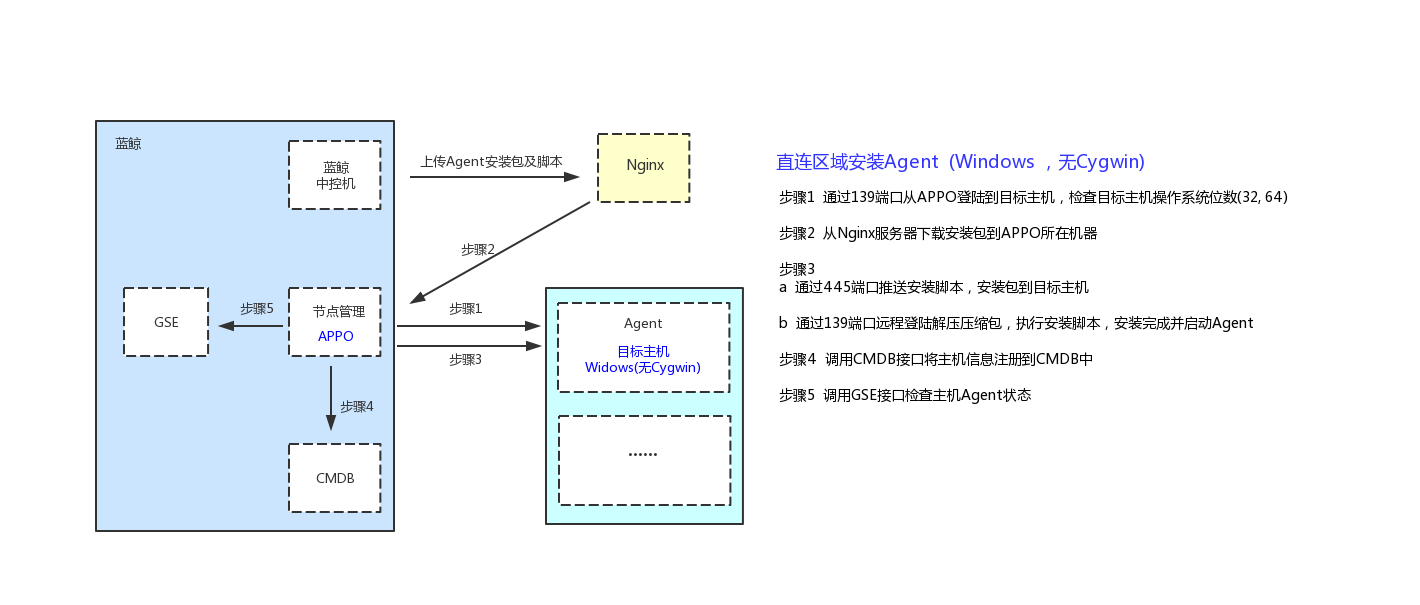 蓝鲸
蓝鲸
中控机
上传Agent安装包及脚本
Nginx
步骤2
GSE
步骤5
节点管理
APPO
步骤1
步骤3
Agent
目标主机
Widows(无Cygwin)
步骤4
CMDB
......
直连区域安装Agent (Windows ，无Cygwin)
步骤1 通过139端口从APPO登陆到目标主机，检查目标主机操作系统位数(32, 64)
步骤2 从Nginx服务器下载安装包到APPO所在机器
步骤3
a 通过445端口推送安装脚本，安装包到目标主机
b 通过139端口远程登陆解压压缩包，执行安装脚本，安装完成并启动Agent
步骤4 调用CMDB接口将主机信息注册到CMDB中
步骤5 调用GSE接口检查主机Agent状态